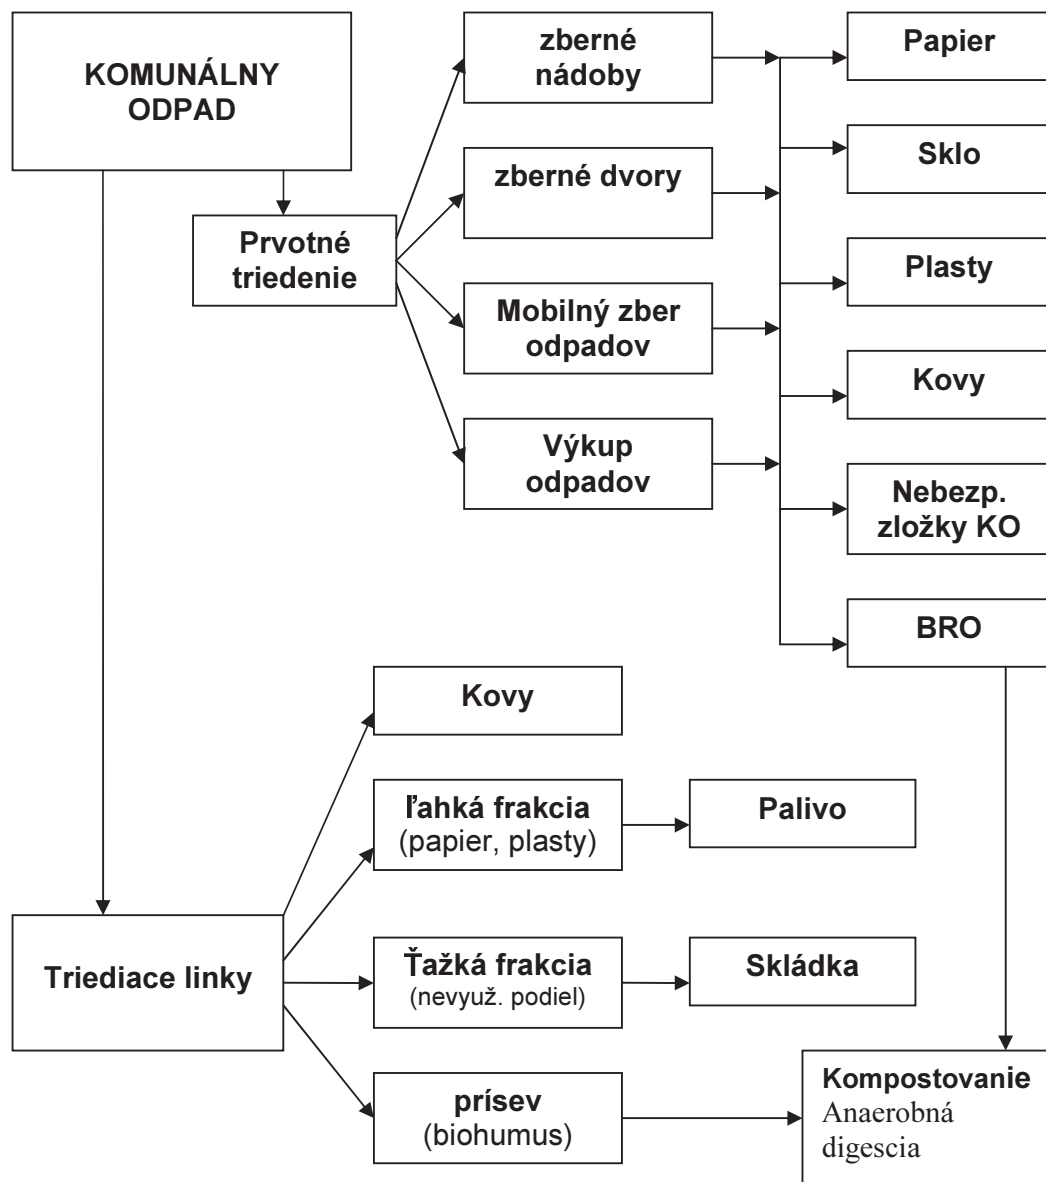 KOMUNÁLNY
ODPAD
Prvotné
triedenie
zberné
nádoby
zberné dvory
Mobilný zber
odpadov
Výkup
odpadov
Papier
Sklo
Plasty
Kovy
Nebezp.
zložky KO
BRO
Triediace linky
Kovy
ľahká frakcia
(papier, plasty)
Palivo
Ťažká frakcia
(nevyuž. podiel)
Skládka
prísev
(biohumus)
Kompostovanie
Anaerobná
digescia